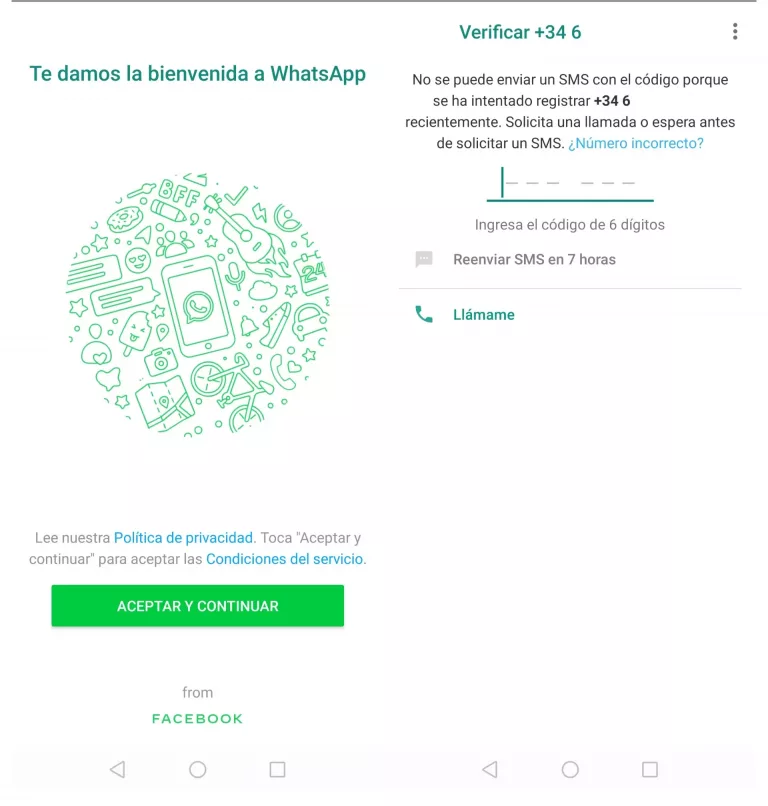 Te damos la bienvenida a WhatsApp
BFF
24
Lee nuestra Política de privacidad. Toca "Aceptar y
continuar" para aceptar las Condiciones del servicio.
ACEPTAR Y CONTINUAR
from
FACEBOOK
Verificar +34 6
No se puede enviar un SMS con el código porque
se ha intentado registrar +34 6
recientemente. Solicita una llamada o espera antes
de solicitar un SMS. ¿Número incorrecto?
Ingresa el código de 6 dígitos
Reenviar SMS en 7 horas
Llámame